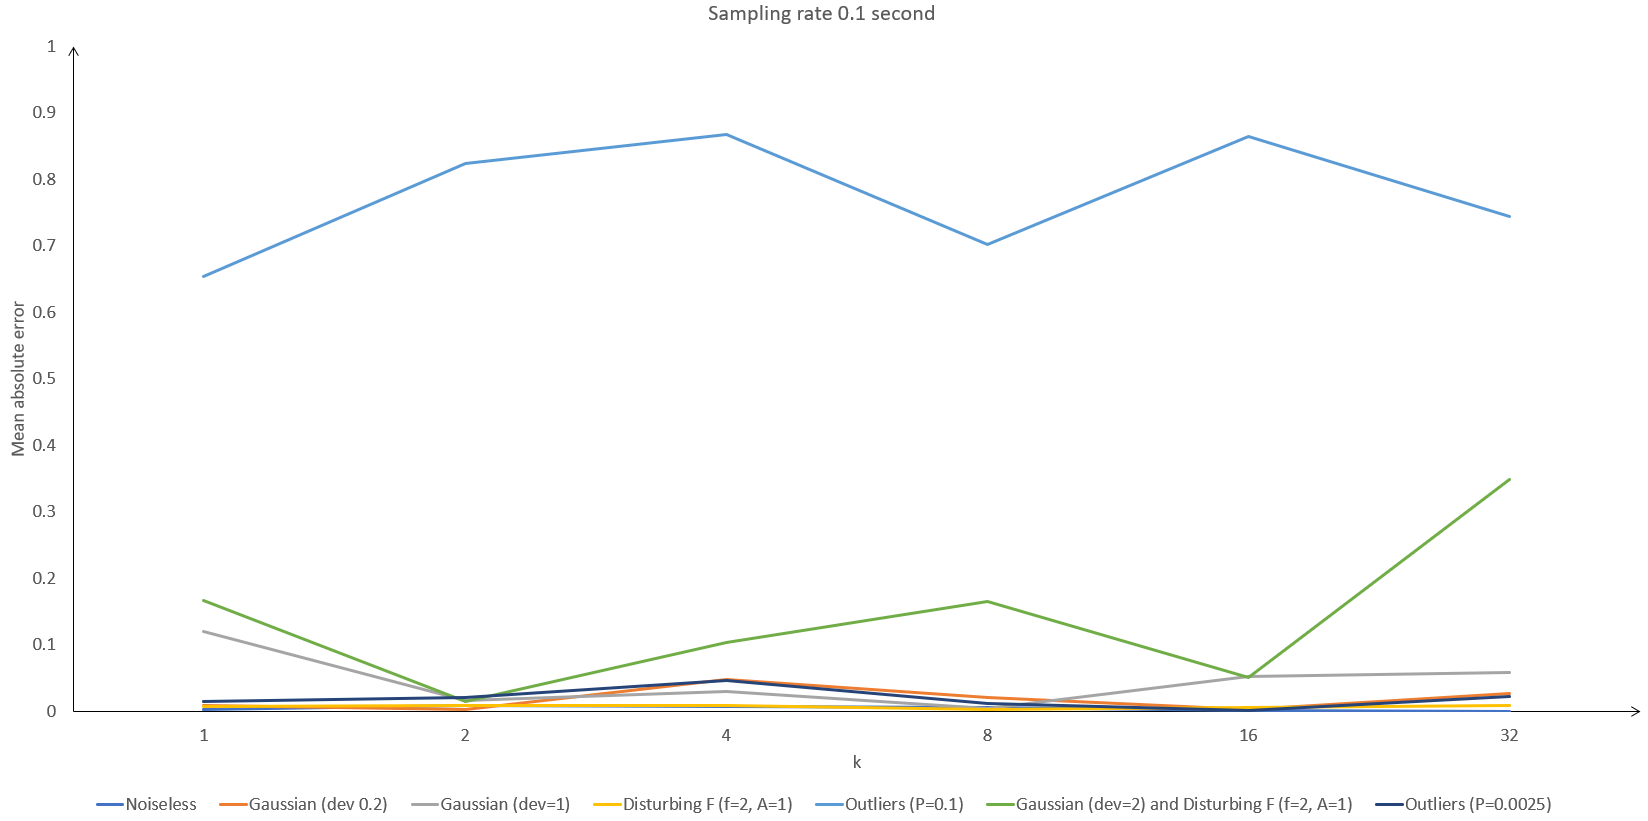 Sampling rate 0.1 second
1
0.9
0.8
0.7
0.6
0.5
0.4
0.3
0.2
0.1
0
Mean absolute error
1 2 4 8 16 32
k
Noiseless Gaussian (dev 0.2) Gaussian (dev=1) Disturbing F (f=2, A=1) Outliers (P=0.1) Gaussian (dev=2) and Disturbing F (f=2, A=1) Outliers (P=0.0025)